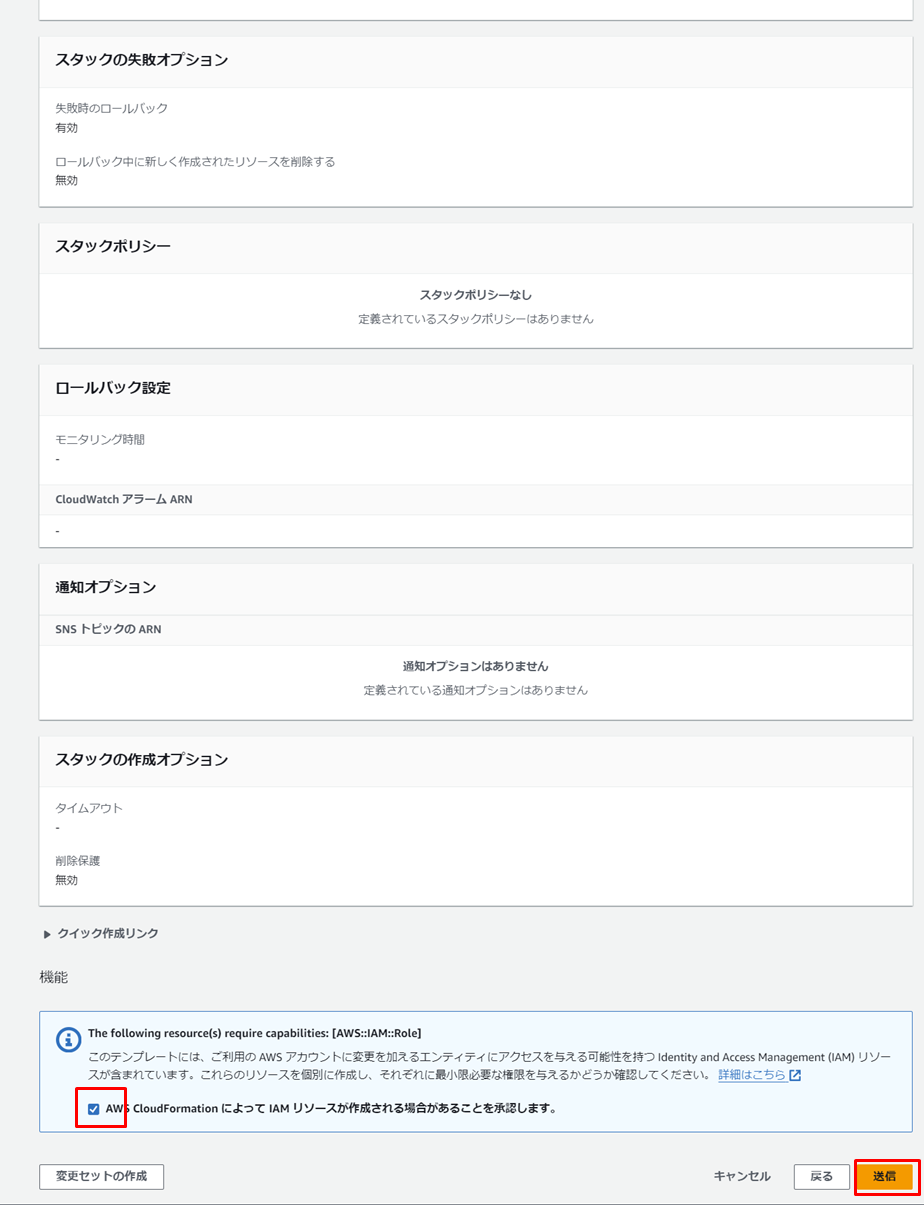 スタックの失敗オプション
失敗時のロールバック
有効
ロールバック中に新しく作成されたリソースを削除する
無効
スタックポリシー
スタックポリシーなし
定義されているスタックポリシーはありません
ロールバック設定
モニタリング時間
-
CloudWatch アラーム ARN
-
通知オプション
SNS トピックの ARN
通知オプションはありません
定義されている通知オプションはありません
スタックの作成オプション
タイムアウト
-
削除保護
無効
クイック作成リンク
機能
The following resource(s) require capabilities: [AWS::IAM::Role]
このテンプレートには、ご利用の AWS アカウントに変更を加えるエンティティにアクセスを与える可能性を持つ Identity and Access Management (IAM) リソー
スが含まれています。これらのリソースを個別に作成し、それぞれに最小限必要な権限を与えるかどうか確認してください。 詳細はこちら
AWS CloudFormation によって IAM リソースが作成される場合があることを承認します。
変更セットの作成 キャンセル 戻る 送信